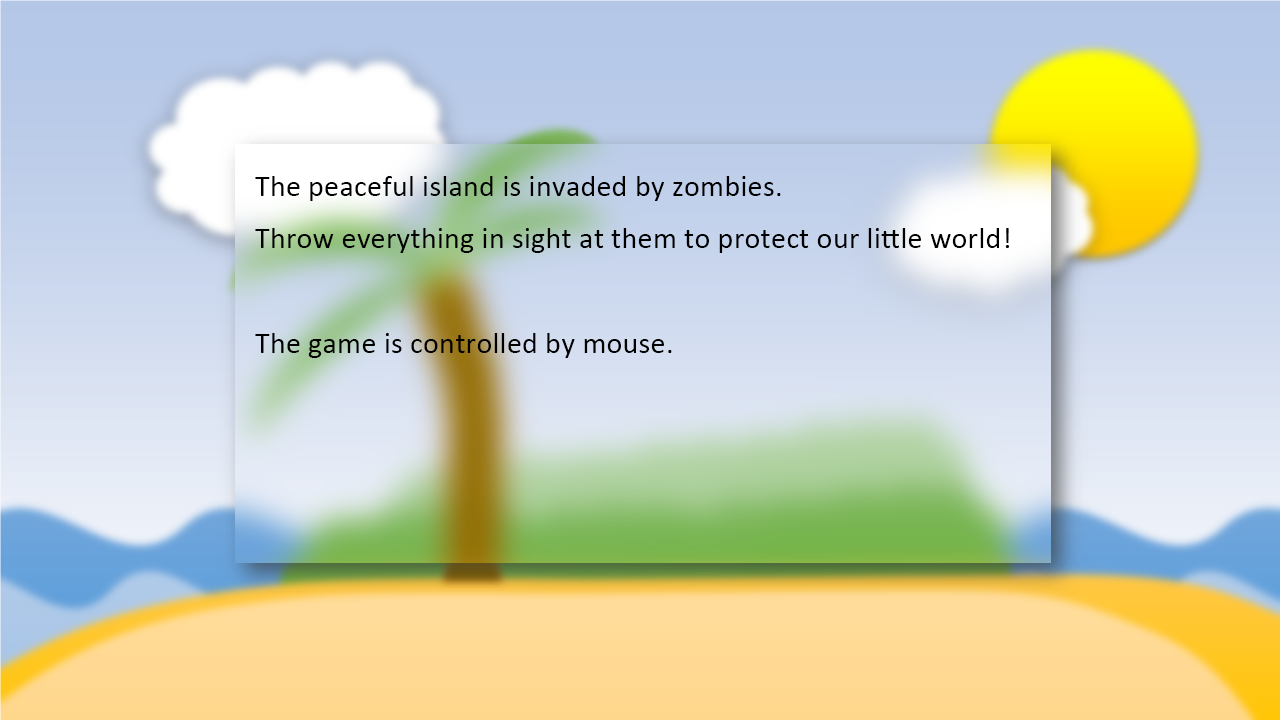 The peaceful island is invaded by zombies.
Throw everything in sight at them to protect our little world!
The game is controlled by mouse.